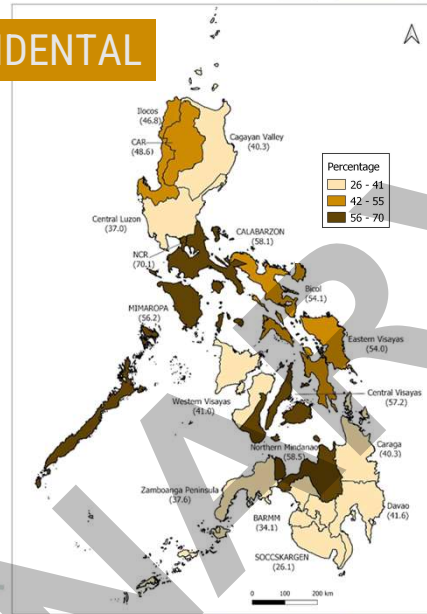 IDENTAL
Ilocos
(46.8)
CAR
(48.6)
Cagayan Valley
(40.3)
Percentage
26 - 41
42 - 55
56 - 70
Central Luzon
(37.0)
CALABARZON
(58.1)
NCR
(70.1)
Bicol
(54.1)
MIMAROPA
(56.2)
Eastern Visayas
(54.0)
Central Visayas
(57.2)
Western Visayas
(41.0)
Northern Mindanao
(58.5)
Caraga
(40.3)
Zamboanga Peninsula
(37.6)
Davao
(41.6)
BARMM
(34.1)
SOCCSKARGEN
(26.1)
0 100 200 km